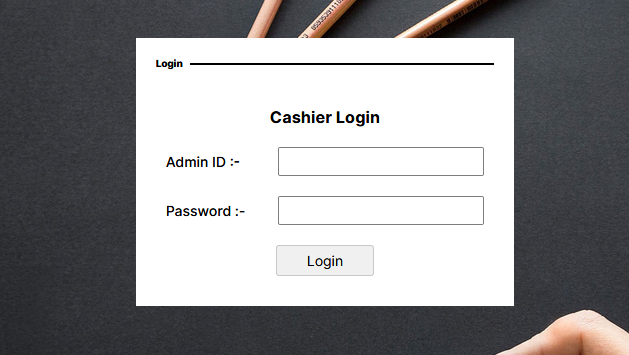 Login
Cashier Login
Admin ID :-
Password :-
Login